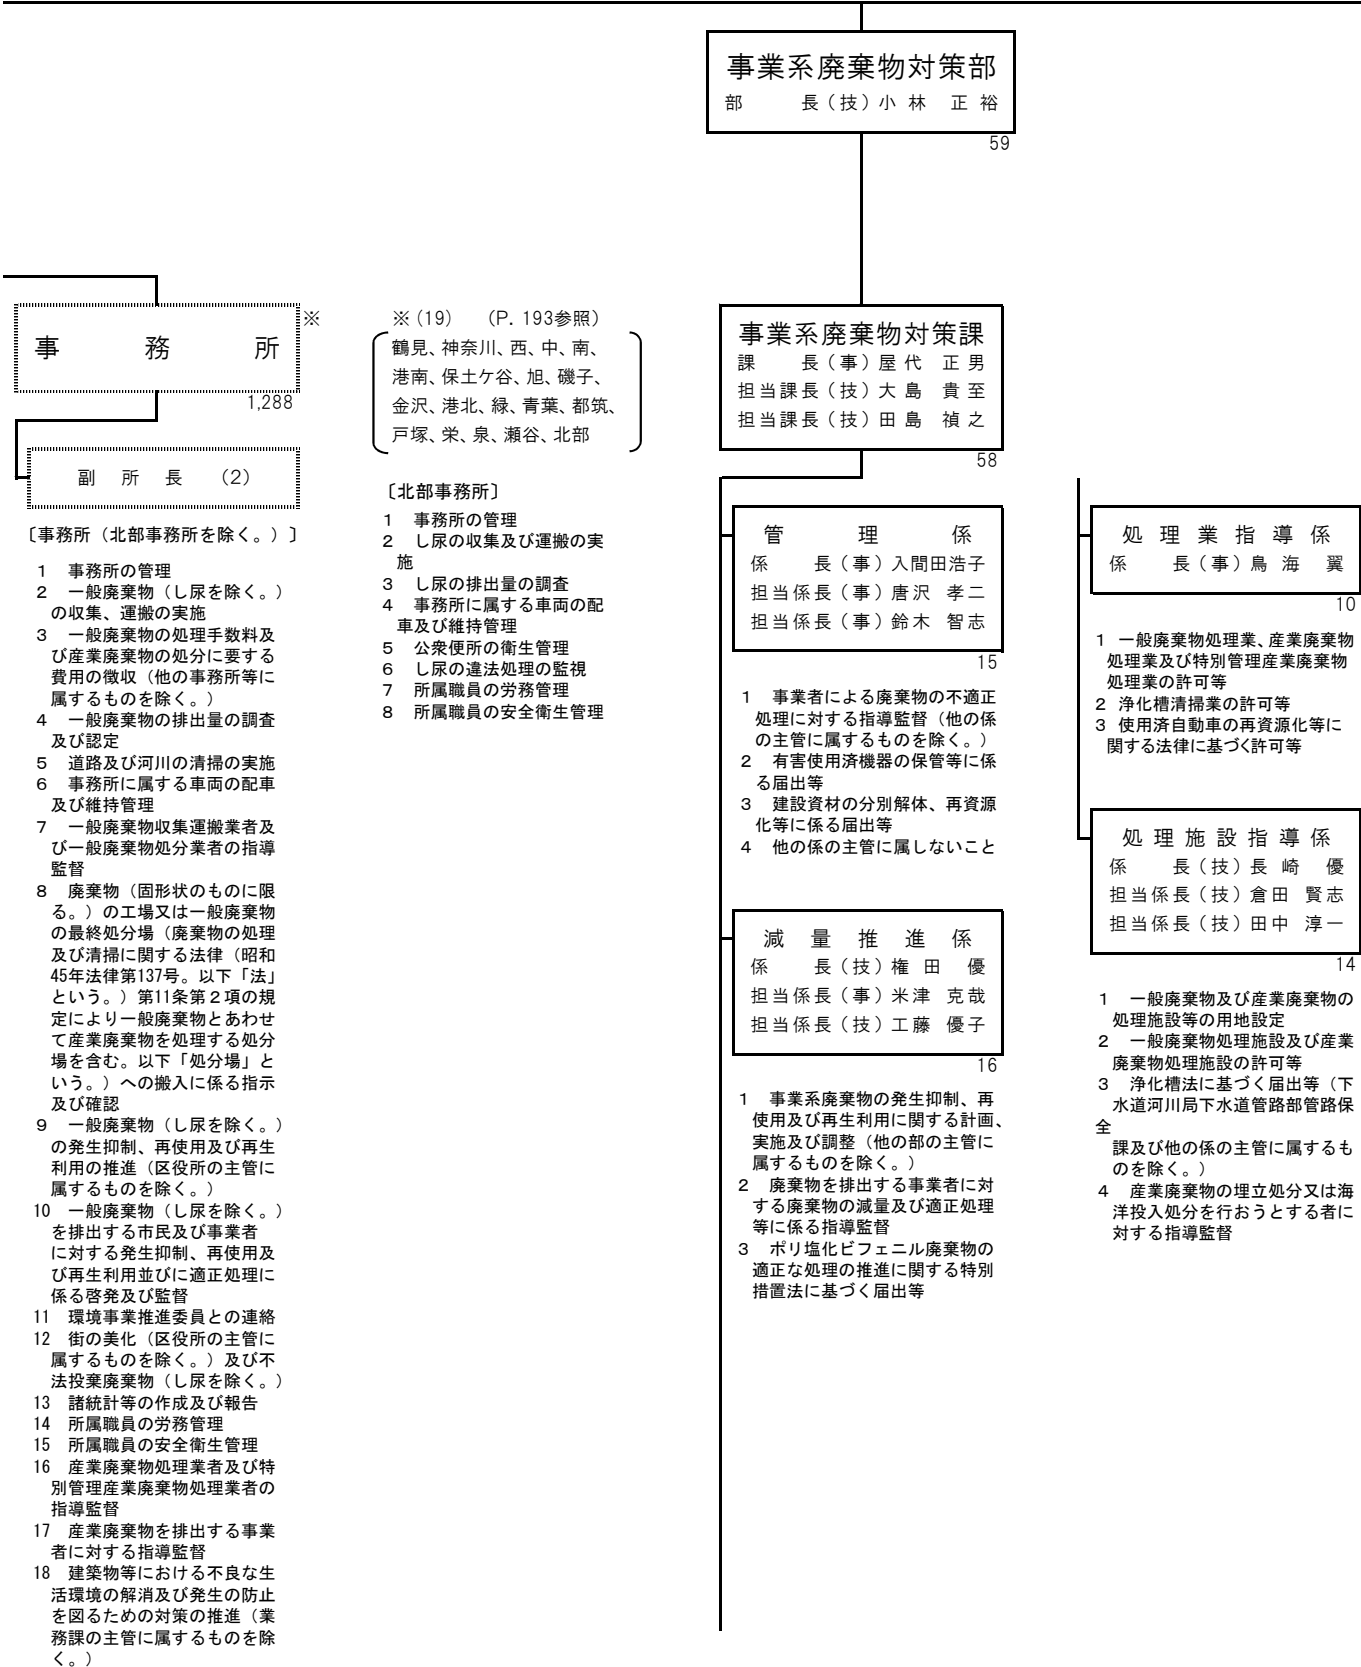 事業系廃棄物対策部
部　　長（技）小林　正裕
59
事　務　所
※
1,288
副　所　長　（2）
〔事務所（北部事務所を除く。）〕
1　事務所の管理
2　一般廃棄物（し尿を除く。）
の収集、運搬の実施
3　一般廃棄物の処理手数料及
び産業廃棄物の処分に要する
費用の徴収（他の事務所等に
属するものを除く。）
4　一般廃棄物の排出量の調査
及び認定
5　道路及び河川の清掃の実施
6　事務所に属する車両の配車
及び維持管理
7　一般廃棄物収集運搬業者及
び一般廃棄物処分業者の指導
監督
8　廃棄物（固形状のものに限
る。）の工場又は一般廃棄物
の最終処分場（廃棄物の処理
及び清掃に関する法律（昭和
45年法律第137号。以下「法」
という。）第11条第２項の規
定により一般廃棄物とあわせ
て産業廃棄物を処理する処分
場を含む。以下「処分場」と
いう。）への搬入に係る指示
及び確認
9　一般廃棄物（し尿を除く。）
の発生抑制、再使用及び再生
利用の推進（区役所の主管に
属するものを除く。）
10　一般廃棄物（し尿を除く。）
を排出する市民及び事業者
に対する発生抑制、再使用及
び再生利用並びに適正処理に
係る啓発及び監督
11　環境事業推進委員との連絡
12　街の美化（区役所の主管に
属するものを除く。）及び不
法投棄廃棄物（し尿を除く。）
13　諸統計等の作成及び報告
14　所属職員の労務管理
15　所属職員の安全衛生管理
16　産業廃棄物処理業者及び特
別管理産業廃棄物処理業者の
指導監督
17　産業廃棄物を排出する事業
者に対する指導監督
18　建築物等における不良な生
活環境の解消及び発生の防止
を図るための対策の推進（業
務課の主管に属するものを除
く。）
※（19）　（P. 193参照）
鶴見、神奈川、西、中、南、
港南、保土ケ谷、旭、磯子、
金沢、港北、緑、青葉、都筑、
戸塚、栄、泉、瀬谷、北部
〔北部事務所〕
1　事務所の管理
2　し尿の収集及び運搬の実
施
3　し尿の排出量の調査
4　事務所に属する車両の配
車及び維持管理
5　公衆便所の衛生管理
6　し尿の違法処理の監視
7　所属職員の労務管理
8　所属職員の安全衛生管理
事業系廃棄物対策課
課　　長（事）屋代　正男
担当課長（技）大島　貴至
担当課長（技）田島　禎之
58
管　理　係
係　　長（事）入間田浩子
担当係長（事）唐沢　孝二
担当係長（事）鈴木　智志
15
1　事業者による廃棄物の不適正
処理に対する指導監督（他の係
の主管に属するものを除く。）
2　有害使用済機器の保管等に係
る届出等
3　建設資材の分別解体、再資源
化等に係る届出等
4　他の係の主管に属しないこと
減　量　推　進　係
係　　長（技）権田　優
担当係長（事）米津　克哉
担当係長（技）工藤　優子
16
1　事業系廃棄物の発生抑制、再
使用及び再生利用に関する計画、
実施及び調整（他の部の主管に
属するものを除く。）
2　廃棄物を排出する事業者に対
する廃棄物の減量及び適正処理
等に係る指導監督
3　ポリ塩化ビフェニル廃棄物の
適正な処理の推進に関する特別
措置法に基づく届出等
処　理　業　指　導　係
係　　長（事）鳥海　翼
10
1　一般廃棄物処理業、産業廃棄物
処理業及び特別管理産業廃棄物
処理業の許可等
2　浄化槽清掃業の許可等
3　使用済自動車の再資源化等に
関する法律に基づく許可等
処　理　施　設　指　導　係
係　　長（技）長崎　優
担当係長（技）倉田　賢志
担当係長（技）田中　淳一
14
1　一般廃棄物及び産業廃棄物の
処理施設等の用地設定
2　一般廃棄物処理施設及び産業
廃棄物処理施設の許可等
3　浄化槽法に基づく届出等（下
水道河川局下水道管路部管路保
全
課及び他の係の主管に属するも
のを除く。）
4　産業廃棄物の埋立処分又は海
洋投入処分を行おうとする者に
対する指導監督